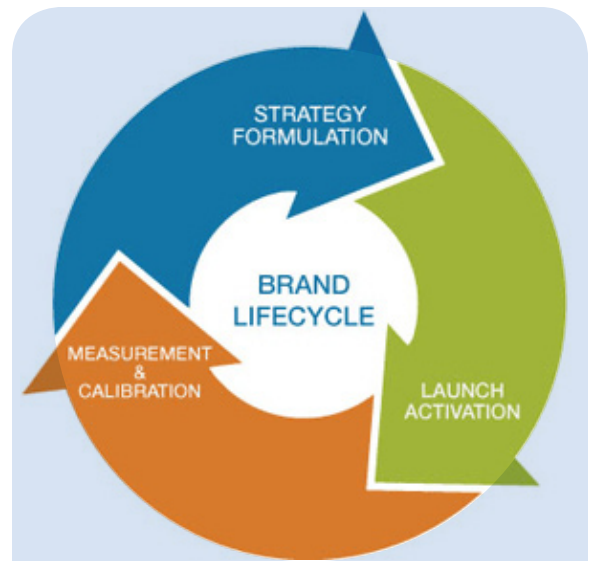 STRATEGY
FORMULATION
BRAND
LIFECYCLE
MEASUREMENT
&
CALIBRATION
LAUNCH
ACTIVATION